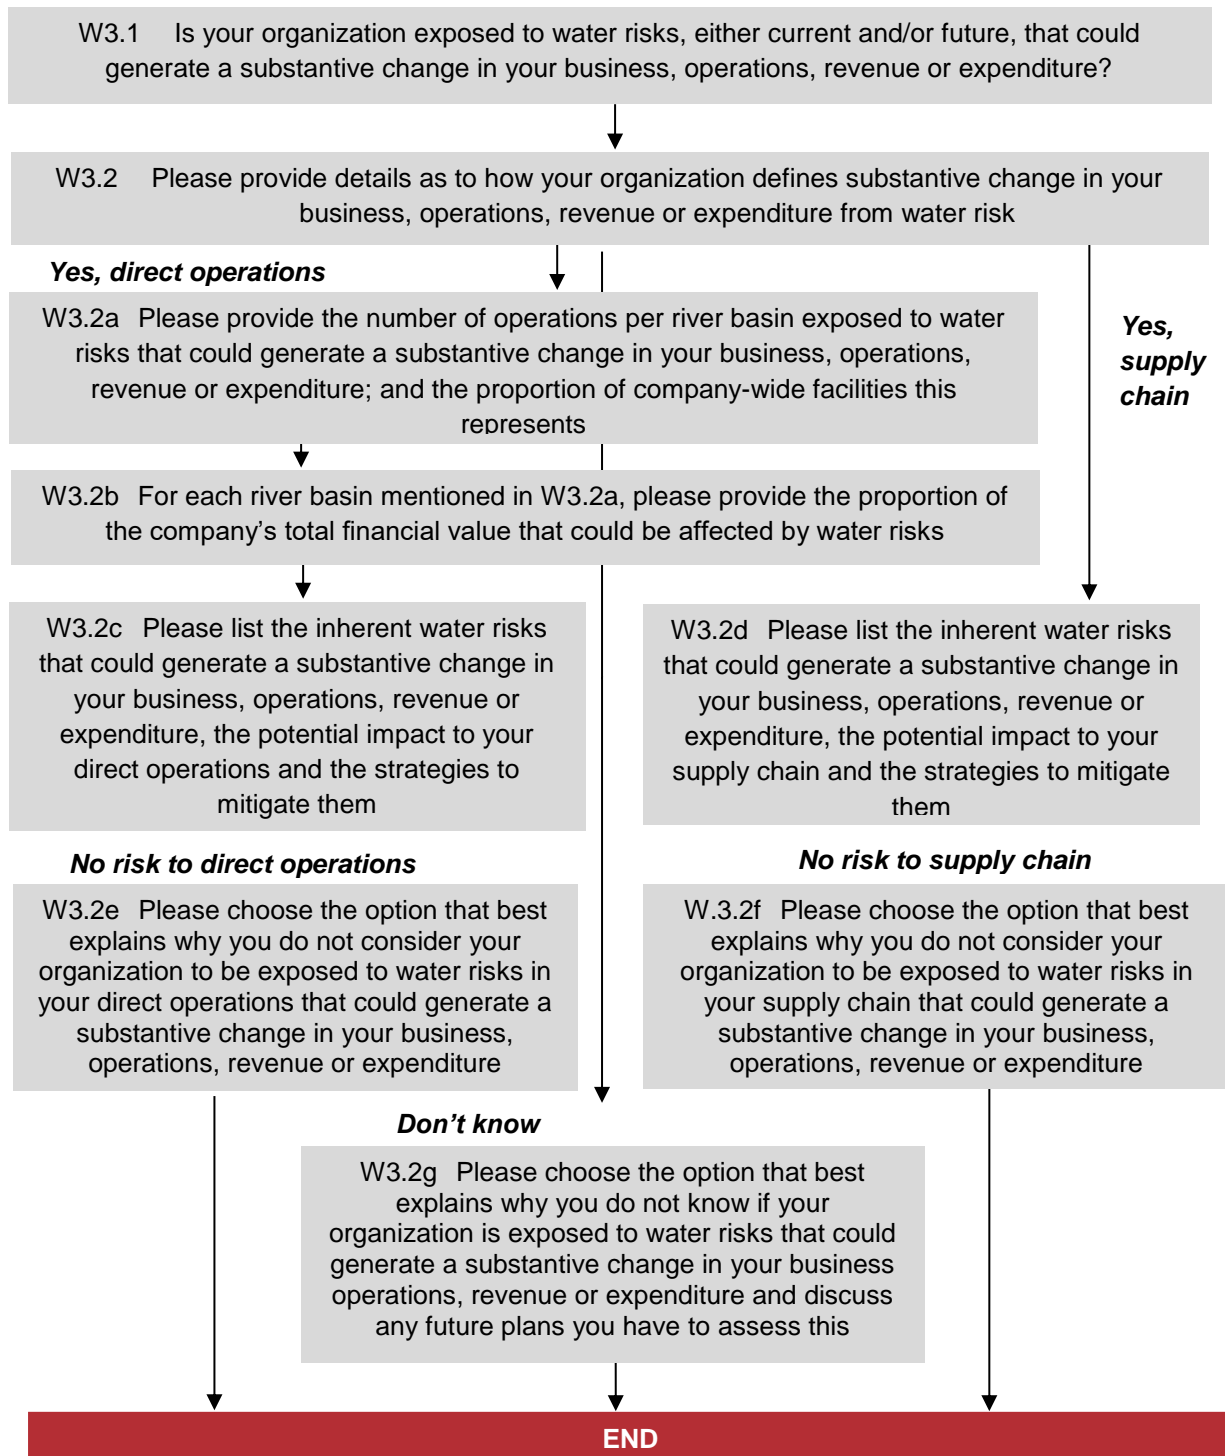 W3.1 Is your organization exposed to water risks, either current and/or future, that could
generate a substantive change in your business, operations, revenue or expenditure?
W3.2 Please provide details as to how your organization defines substantive change in your
business, operations, revenue or expenditure from water risk
Yes, direct operations
W3.2a Please provide the number of operations per river basin exposed to water
risks that could generate a substantive change in your business, operations,
revenue or expenditure; and the proportion of company-wide facilities this
represents
Yes,
supply
chain
W3.2b For each river basin mentioned in W3.2a, please provide the proportion of
the company's total financial value that could be affected by water risks
W3.2c Please list the inherent water risks
that could generate a substantive change in
your business, operations, revenue or
expenditure, the potential impact to your
direct operations and the strategies to
mitigate them
W3.2d Please list the inherent water risks
that could generate a substantive change in
your business, operations, revenue or
expenditure, the potential impact to your
supply chain and the strategies to mitigate
them
No risk to direct operations
W3.2e Please choose the option that best
explains why you do not consider your
organization to be exposed to water risks in
your direct operations that could generate a
substantive change in your business,
operations, revenue or expenditure
No risk to supply chain
W.3.2f Please choose the option that best
explains why you do not consider your
organization to be exposed to water risks in
your supply chain that could generate a
substantive change in your business,
operations, revenue or expenditure
Don't know
W3.2g Please choose the option that best
explains why you do not know if your
organization is exposed to water risks that could
generate a substantive change in your business
operations, revenue or expenditure and discuss
any future plans you have to assess this
END